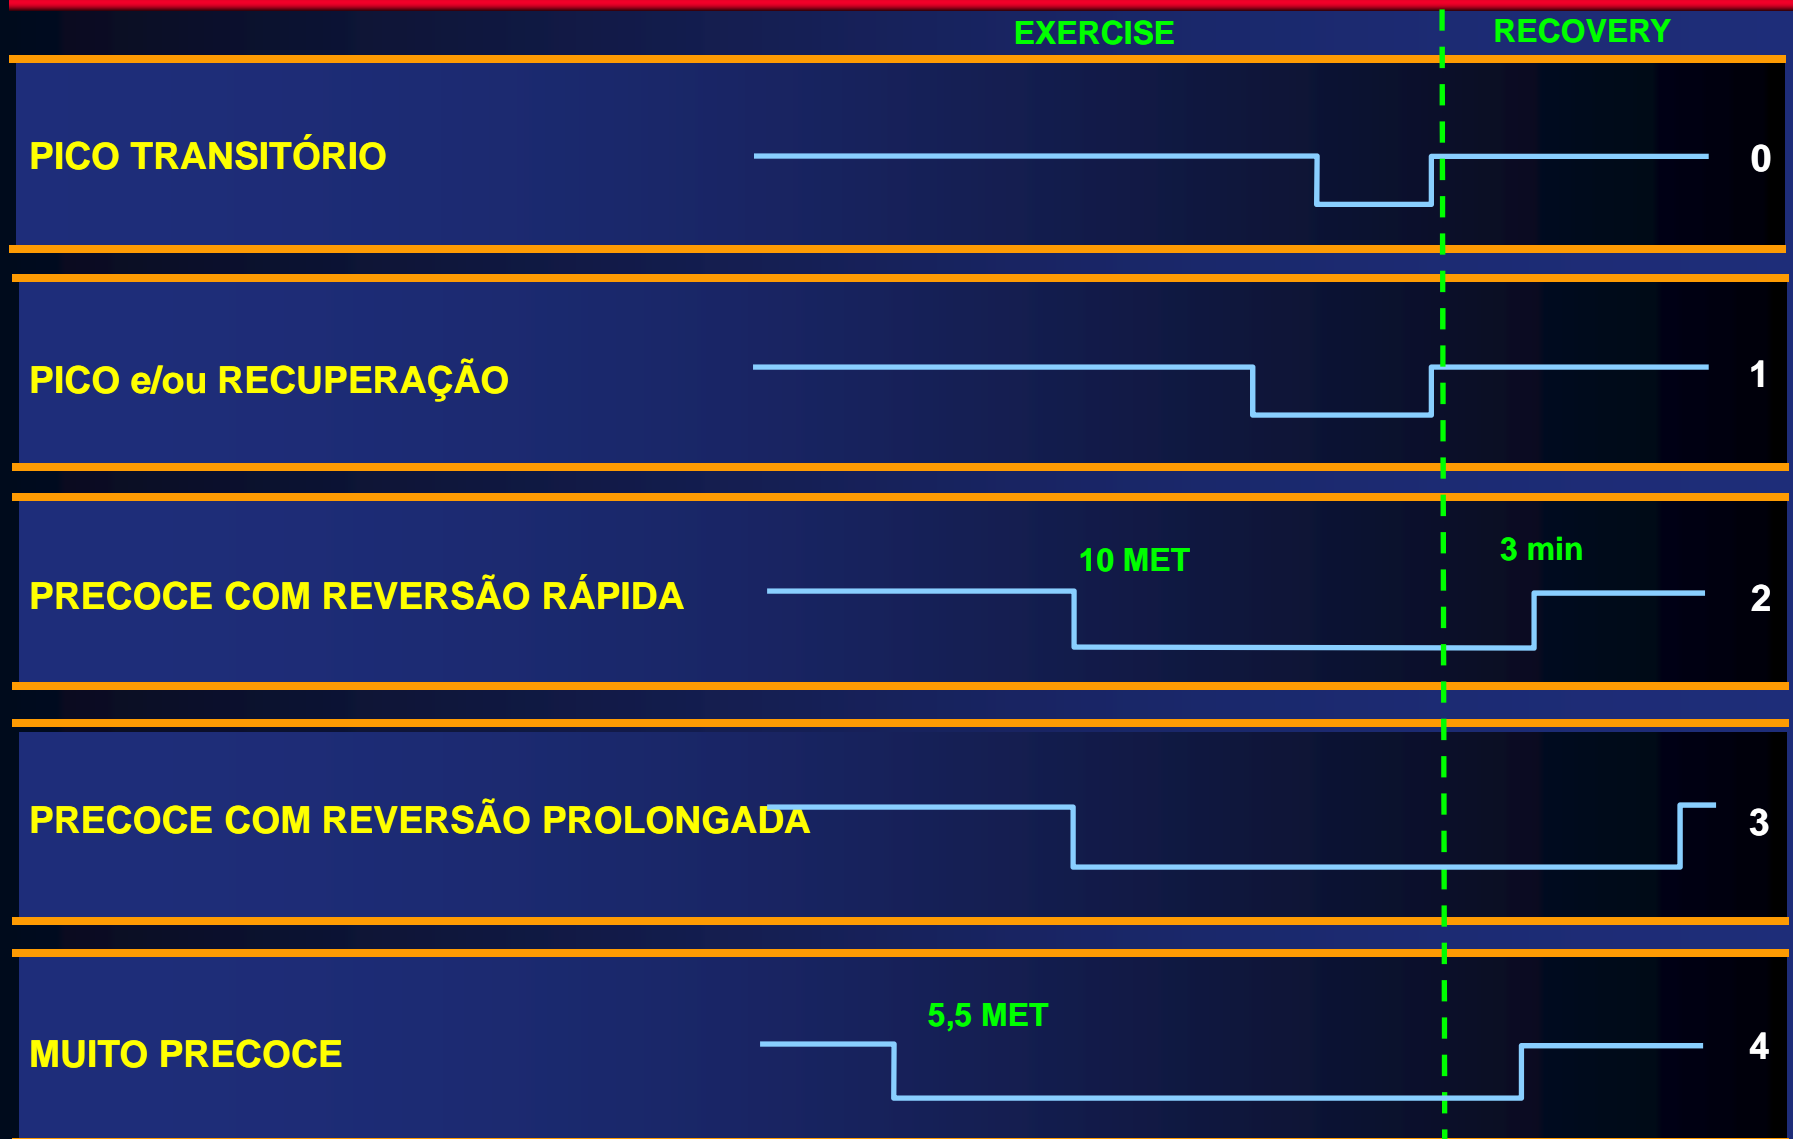 EXERCISE RECOVERY
PICO TRANSITÓRIO 0
PICO e/ou RECUPERAÇÃO 1
10 MET 3 min
PRECOCE COM REVERSÃO RÁPIDA 2
PRECOCE COM REVERSÃO PROLONGADA 3
5,5 MET
MUITO PRECOCE 4